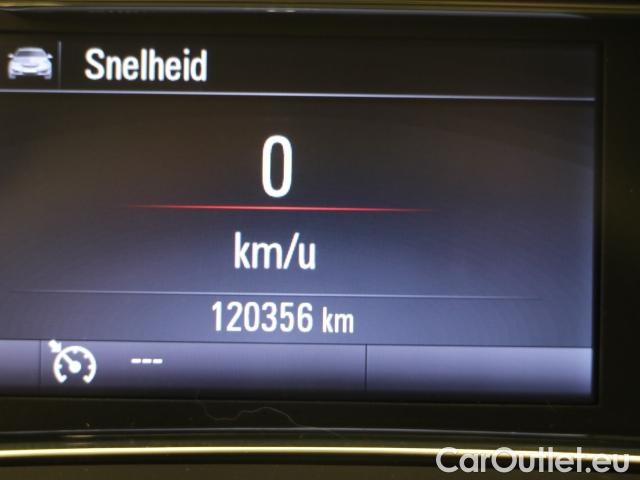 Snelheid
0
km/u
120356 km
---
CarOutlet.eu